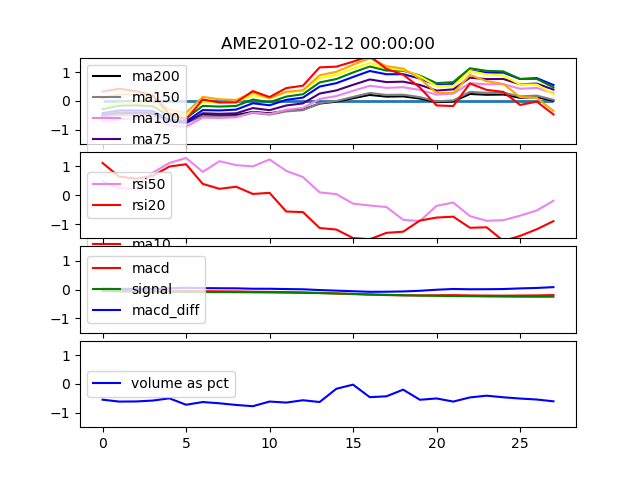 AME2010-02-12 00:00:00
1
0
−1
ma200
ma150
ma100
ma75
1
0
−1
rsi50
rsi20
ma10
1
0
−1
macd
signal
macd_diff
1
0
−1
volume as pct
0 5 10 15 20 25